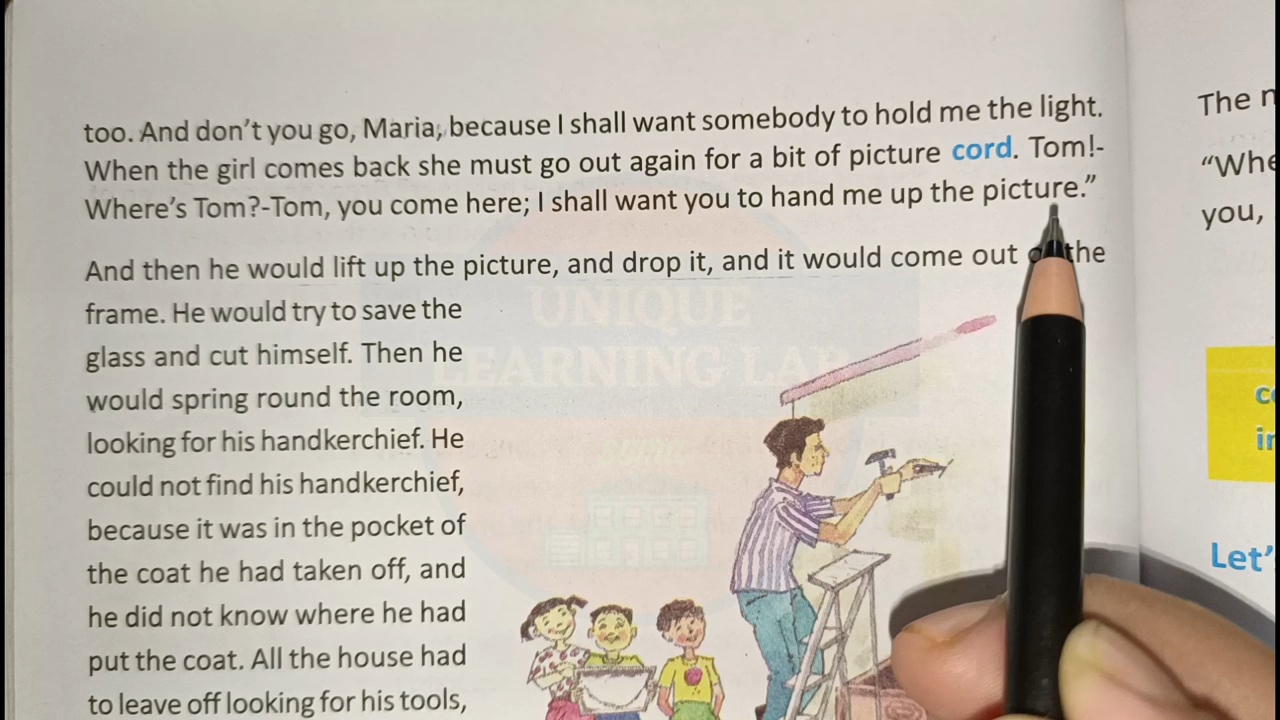 too. And don't you go, Maria, because I shall want somebody to hold me the light.
When the girl comes back she must go out again for a bit of picture cord. Tom!-
Where's Tom?-Tom, you come here; I shall want you to hand me up the picture."
And then he would lift up the picture, and drop it, and it would come out the
frame. He would try to save the
glass and cut himself. Then he
would spring round the room,
looking for his handkerchief. He
could not find his handkerchief,
because it was in the pocket of
the coat he had taken off, and
he did not know where he had
put the coat. All the house had
to leave off looking for his tools,
UNIQUE
LEARNING LAB
The
you,
Let'